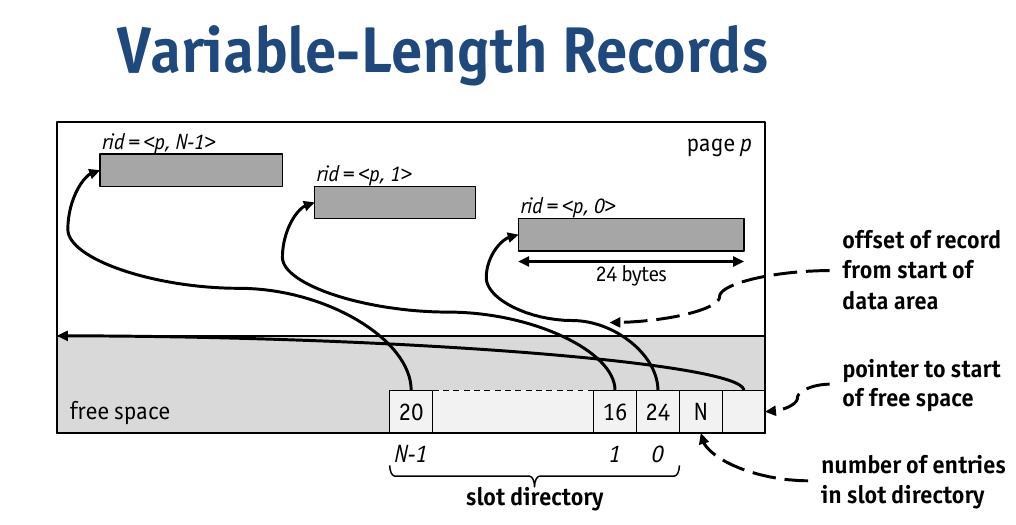 Variable-Length Records
rid = <p, N-1>
page p
rid = <p, 1>
rid = <p, 0>
24 bytes
offset of record
from start of
data area
pointer to start
of free space
free space
20
16
24
N
N-1
1
0
slot directory
number of entries
in slot directory